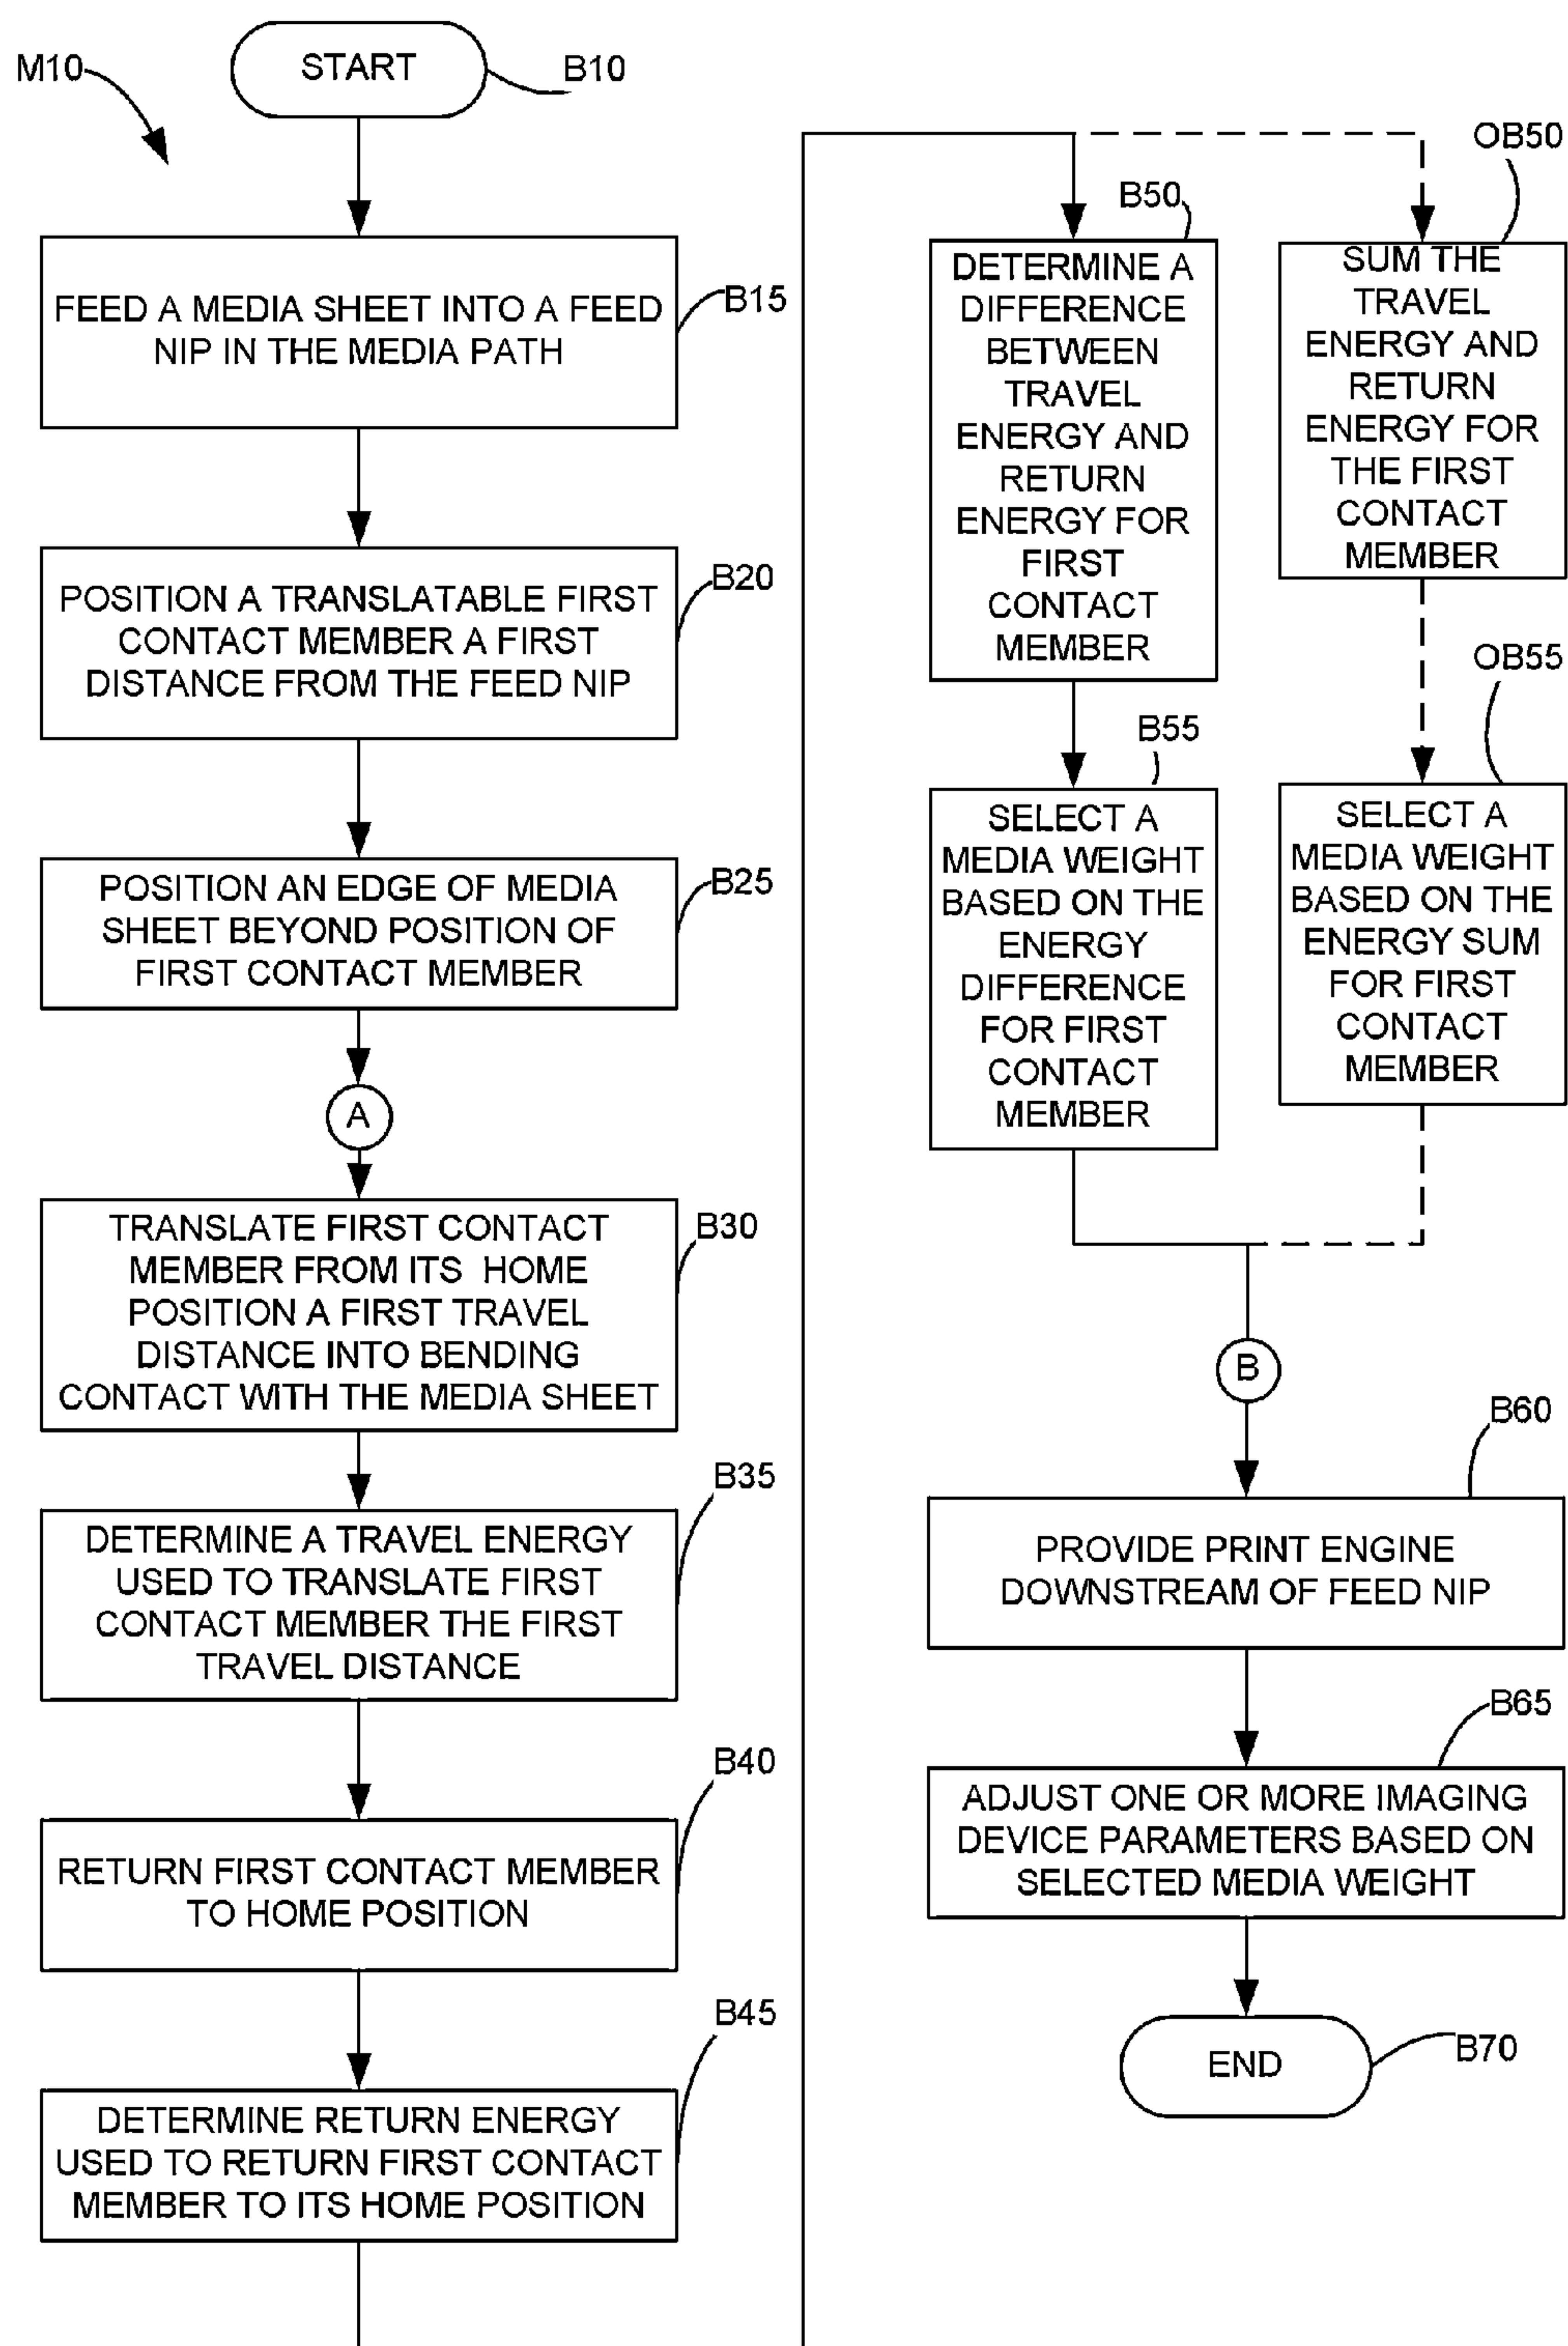 M10
START
B10
FEED A MEDIA SHEET INTO A FEED
NIP IN THE MEDIA PATH
B15
POSITION A TRANSLATABLE FIRST
CONTACT MEMBER A FIRST
DISTANCE FROM THE FEED NIP
B20
POSITION AN EDGE OF MEDIA
SHEET BEYOND POSITION OF
FIRST CONTACT MEMBER
B25
A
TRANSLATE FIRST CONTACT
MEMBER FROM ITS HOME
POSITION A FIRST TRAVEL
DISTANCE INTO BENDING
CONTACT WITH THE MEDIA SHEET
B30
DETERMINE A TRAVEL ENERGY
USED TO TRANSLATE FIRST
CONTACT MEMBER THE FIRST
TRAVEL DISTANCE
B35
RETURN FIRST CONTACT MEMBER
TO HOME POSITION
B40
DETERMINE RETURN ENERGY
USED TO RETURN FIRST CONTACT
MEMBER TO ITS HOME POSITION
B45
B50
DETERMINE A
DIFFERENCE
BETWEEN
TRAVEL
ENERGY AND
RETURN
ENERGY FOR
FIRST
CONTACT
MEMBER
OB50
SUM THE
TRAVEL
ENERGY AND
RETURN
ENERGY FOR
THE FIRST
CONTACT
MEMBER
B55
SELECT A
MEDIA WEIGHT
BASED ON THE
ENERGY
DIFFERENCE
FOR FIRST
CONTACT
MEMBER
OB55
SELECT A
MEDIA WEIGHT
BASED ON THE
ENERGY SUM
FOR FIRST
CONTACT
MEMBER
B
B60
PROVIDE PRINT ENGINE
DOWNSTREAM OF FEED NIP
B65
ADJUST ONE OR MORE IMAGING
DEVICE PARAMETERS BASED ON
SELECTED MEDIA WEIGHT
END
B70